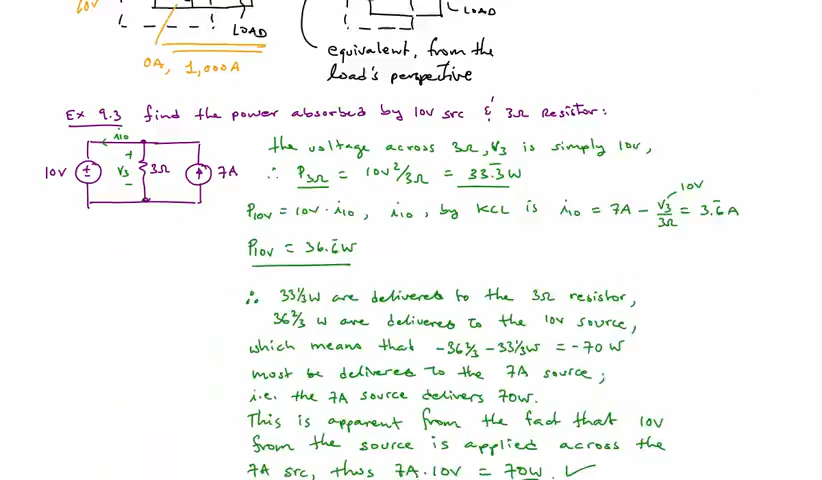 60V
LOAD
LOAD
0A, 1,000A
equivalent, from the
load's perspective
Ex 9.3 find the power absorbed by 10V src & 3Ω Resistor:
i10
10V
+
V3
-
3Ω
7A
the voltage across 3Ω, V3 is simply 10V,
∴ P3Ω = 10V²/3Ω = 33.3̅W
10V
P10V = 10V · i10, i10, by KCL is i10 = 7A - V3/3Ω = 3.6̅A
P10V = 36.6̅W
∴ 33⅓W are delivered to the 3Ω resistor,
36⅔ W are delivered to the 10V source,
which means that -36⅔ - 33⅓W = -70W
must be delivered to the 7A source;
i.e. the 7A source delivers 70W.
This is apparent from the fact that 10V
from the source is applied across the
7A src, thus 7A·10V = 70W. ✓